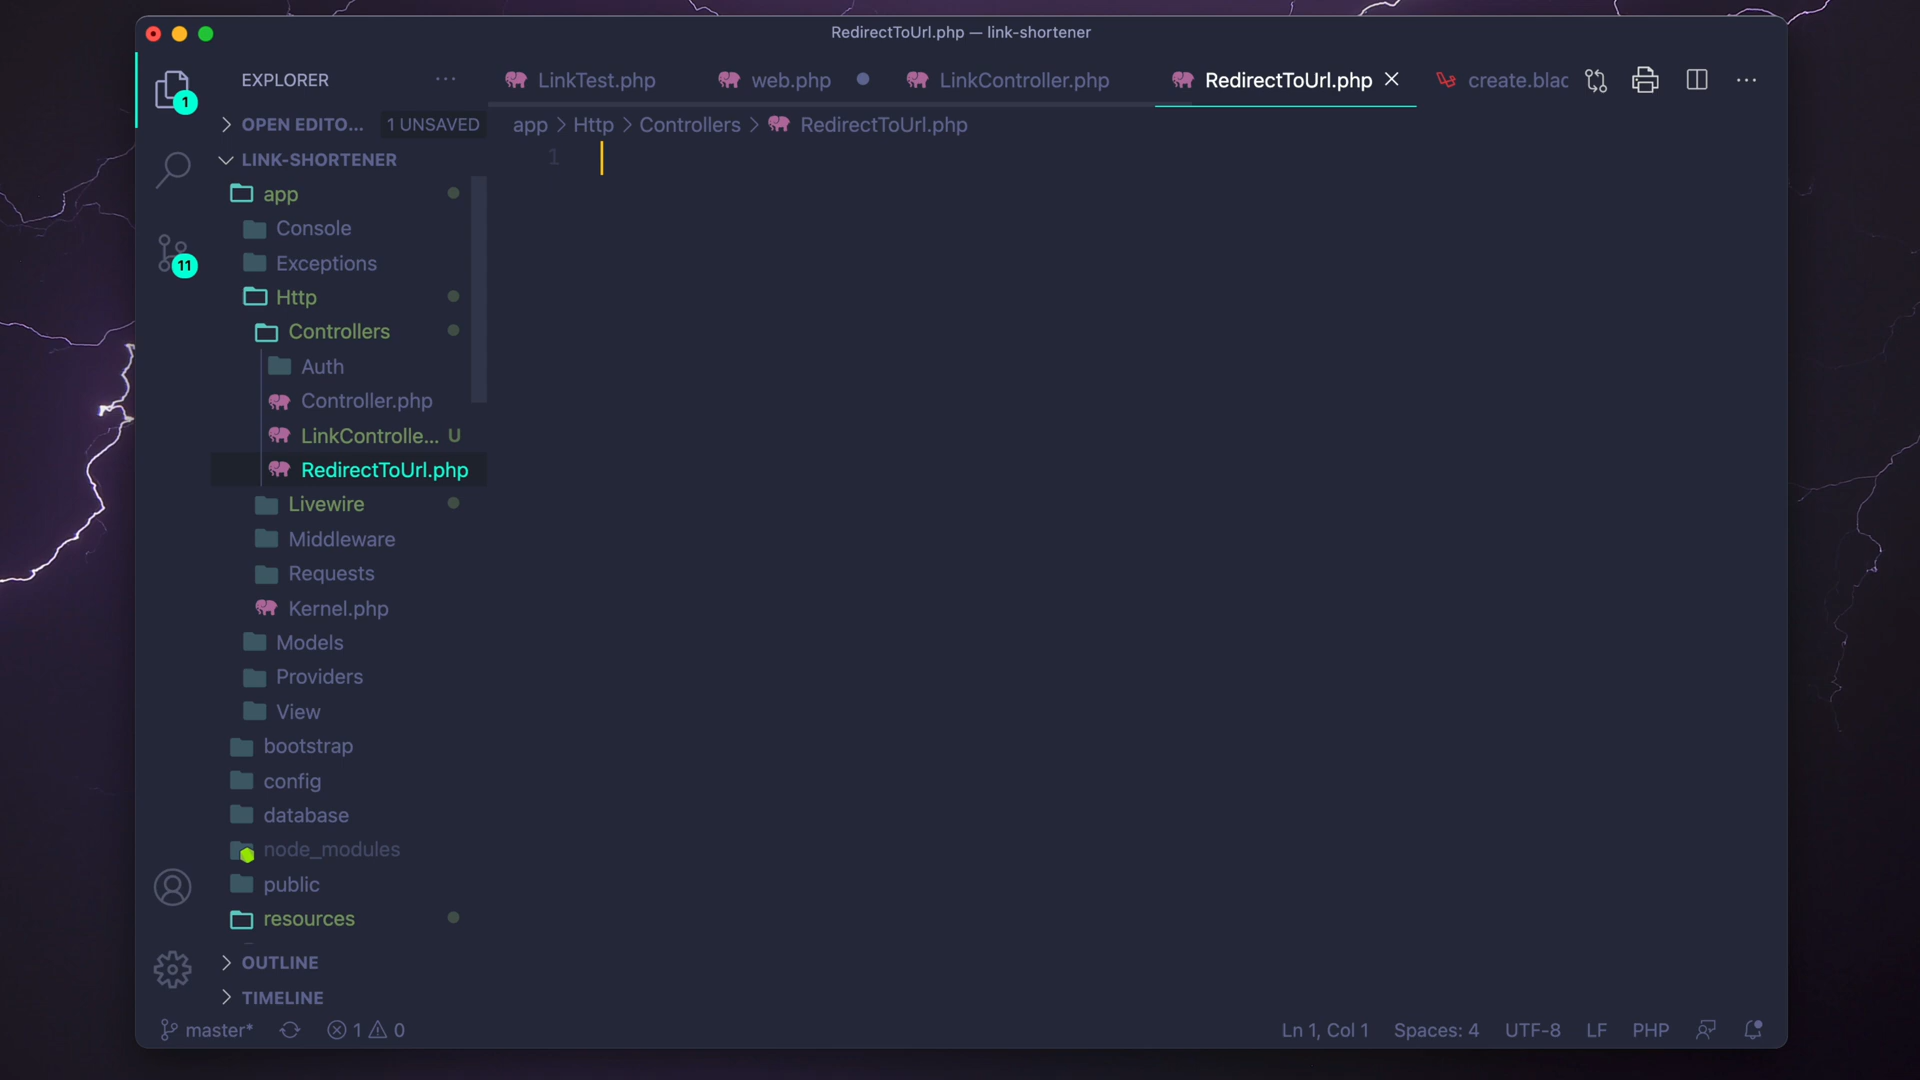 RedirectToUrl.php — link-shortener
EXPLORER
LinkTest.php
web.php
LinkController.php
RedirectToUrl.php
create.blac
1
OPEN EDITO... 1 UNSAVED
app > Http > Controllers > RedirectToUrl.php
LINK-SHORTENER
1
app
Console
Exceptions
11
Http
Controllers
Auth
Controller.php
LinkControlle... U
RedirectToUrl.php
Livewire
Middleware
Requests
Kernel.php
Models
Providers
View
bootstrap
config
database
node_modules
public
resources
OUTLINE
TIMELINE
master* 1 0
Ln 1, Col 1 Spaces: 4 UTF-8 LF PHP